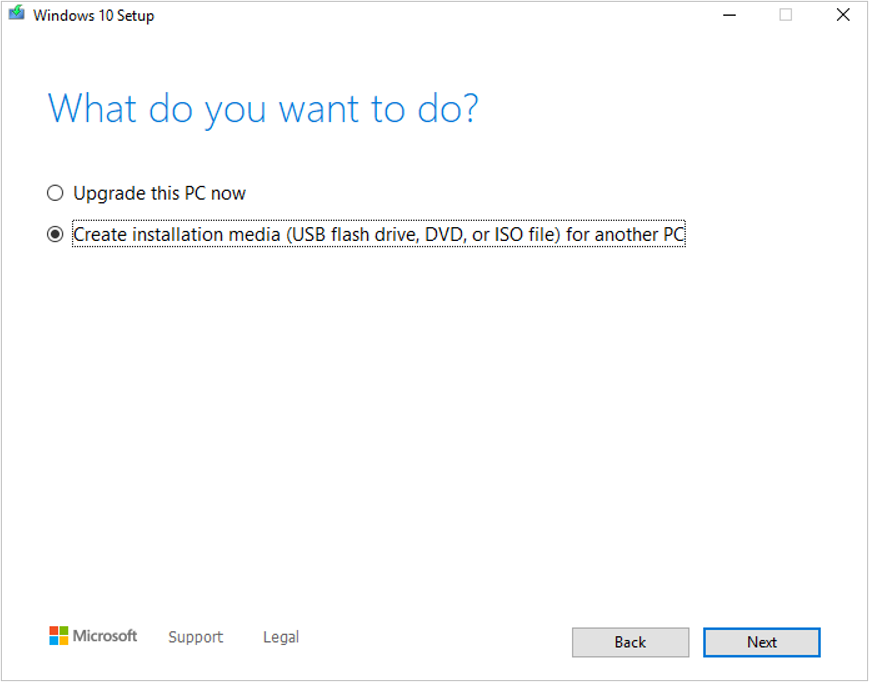 Windows 10 Setup
What do you want to do?
Upgrade this PC now
Create installation media (USB flash drive, DVD, or ISO file) for another PC
Microsoft Support Legal Back Next